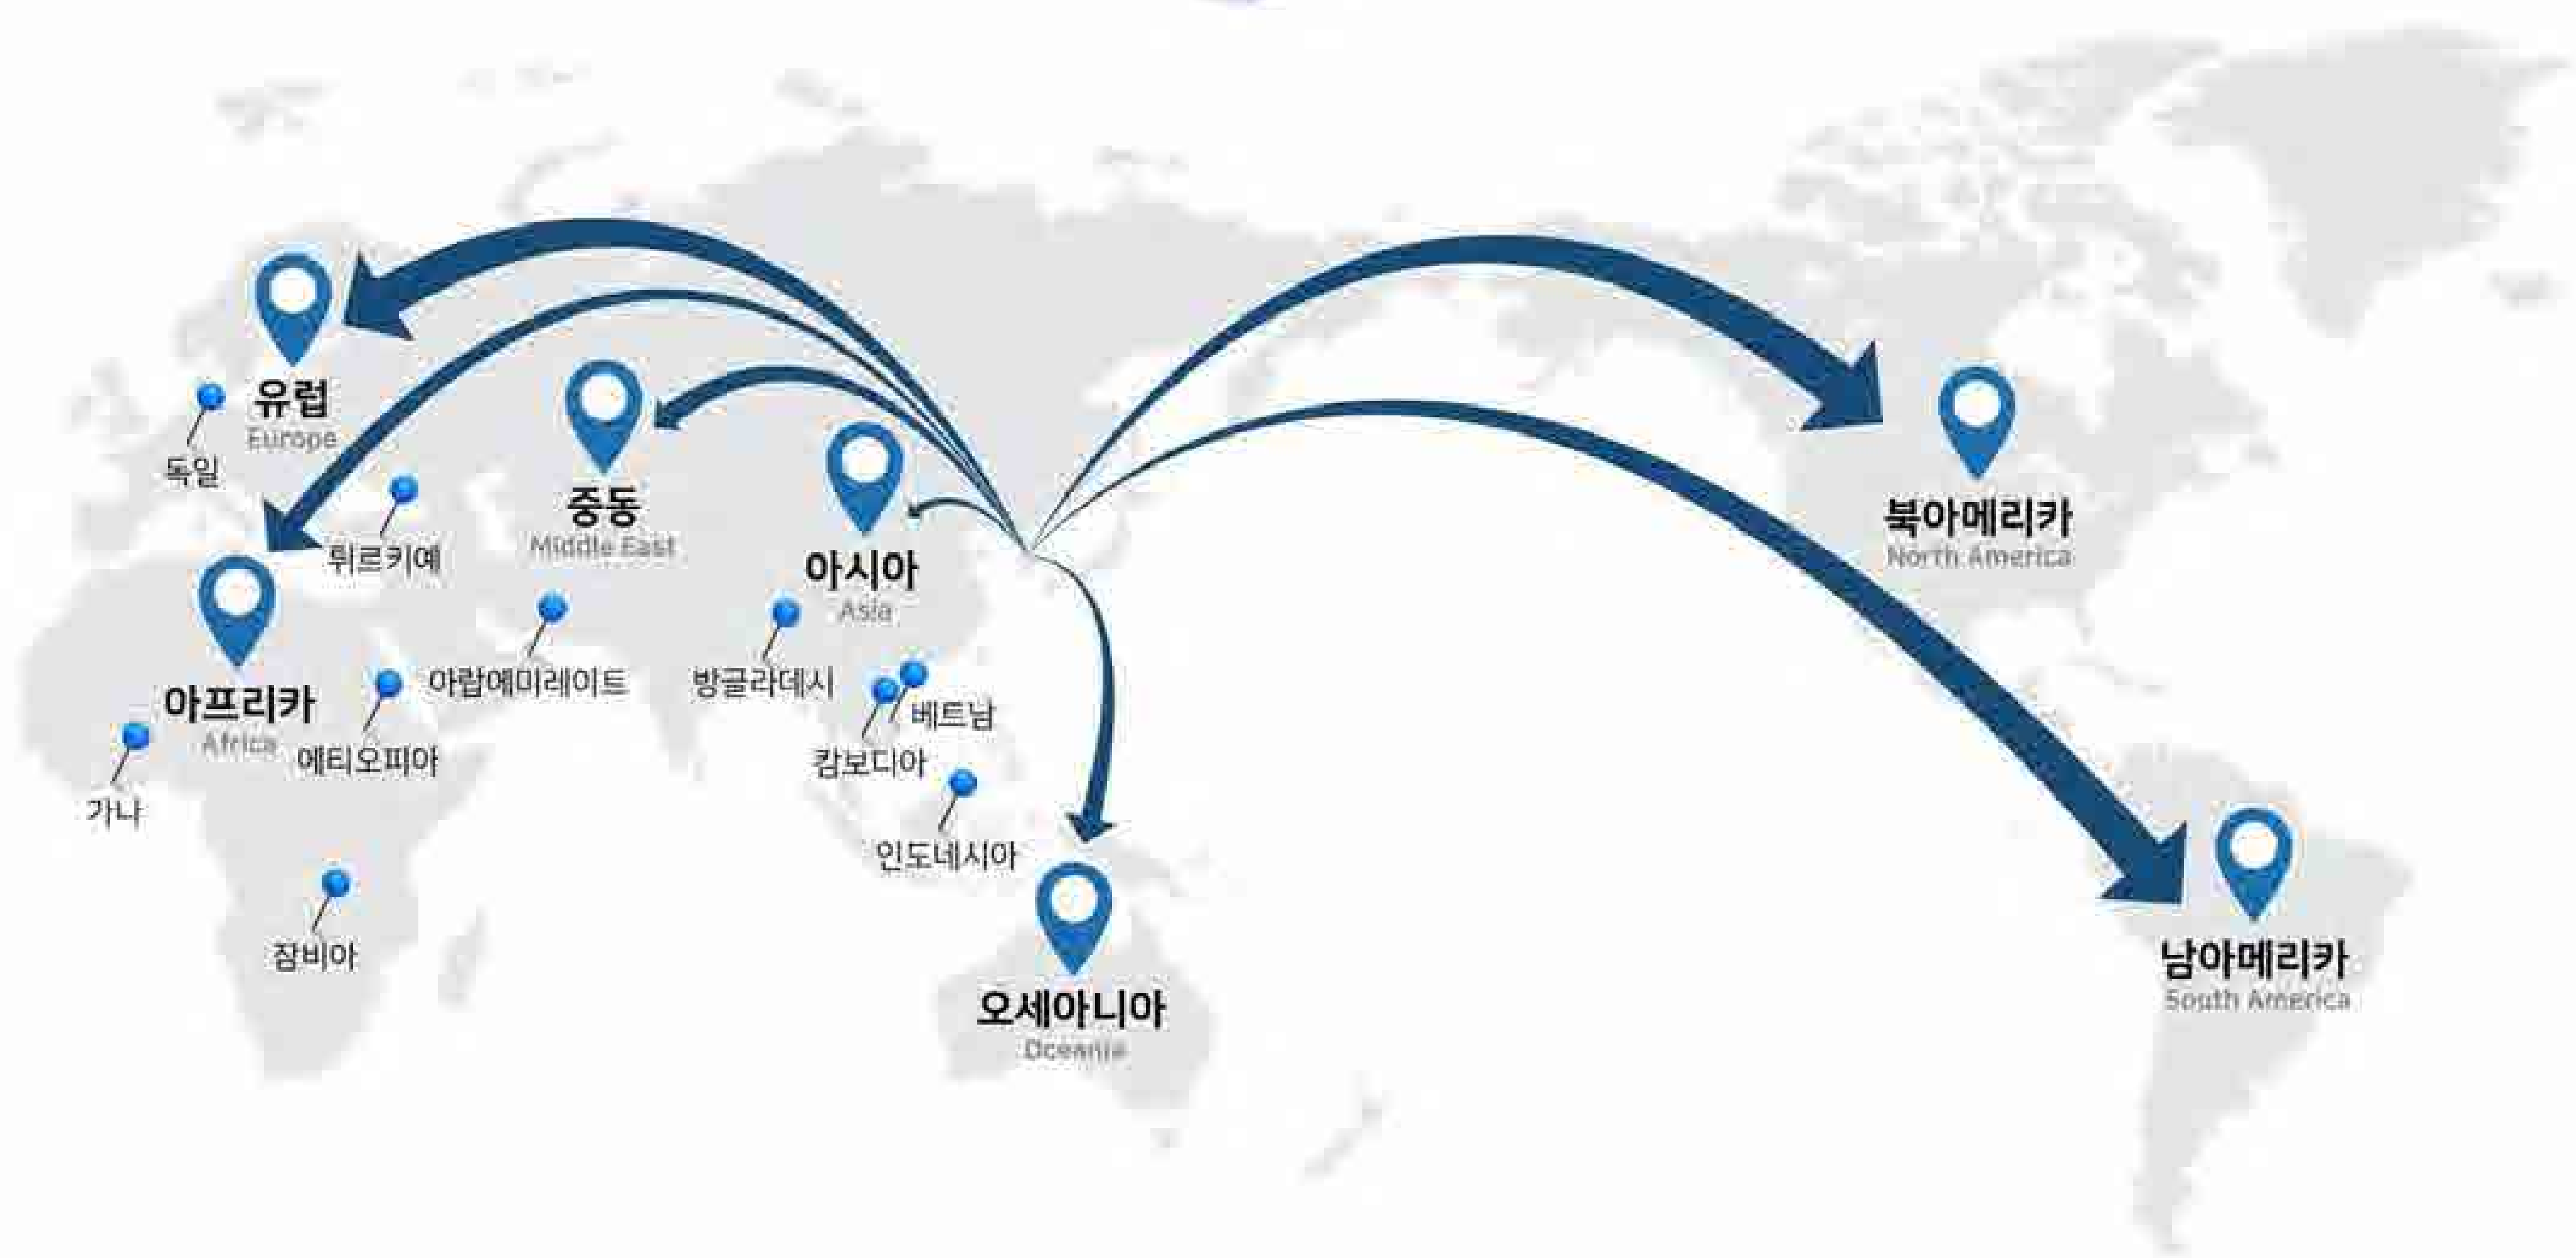 유럽
Europe
독일
튀르키예
중동
Middle East
아시아
Asia
북아메리카
North America
아프리카
Africa
아랍에미레이트
방글라데시
베트남
캄보디아
에티오피아
가나
인도네시아
잠비아
오세아니아
Oceania
남아메리카
South America